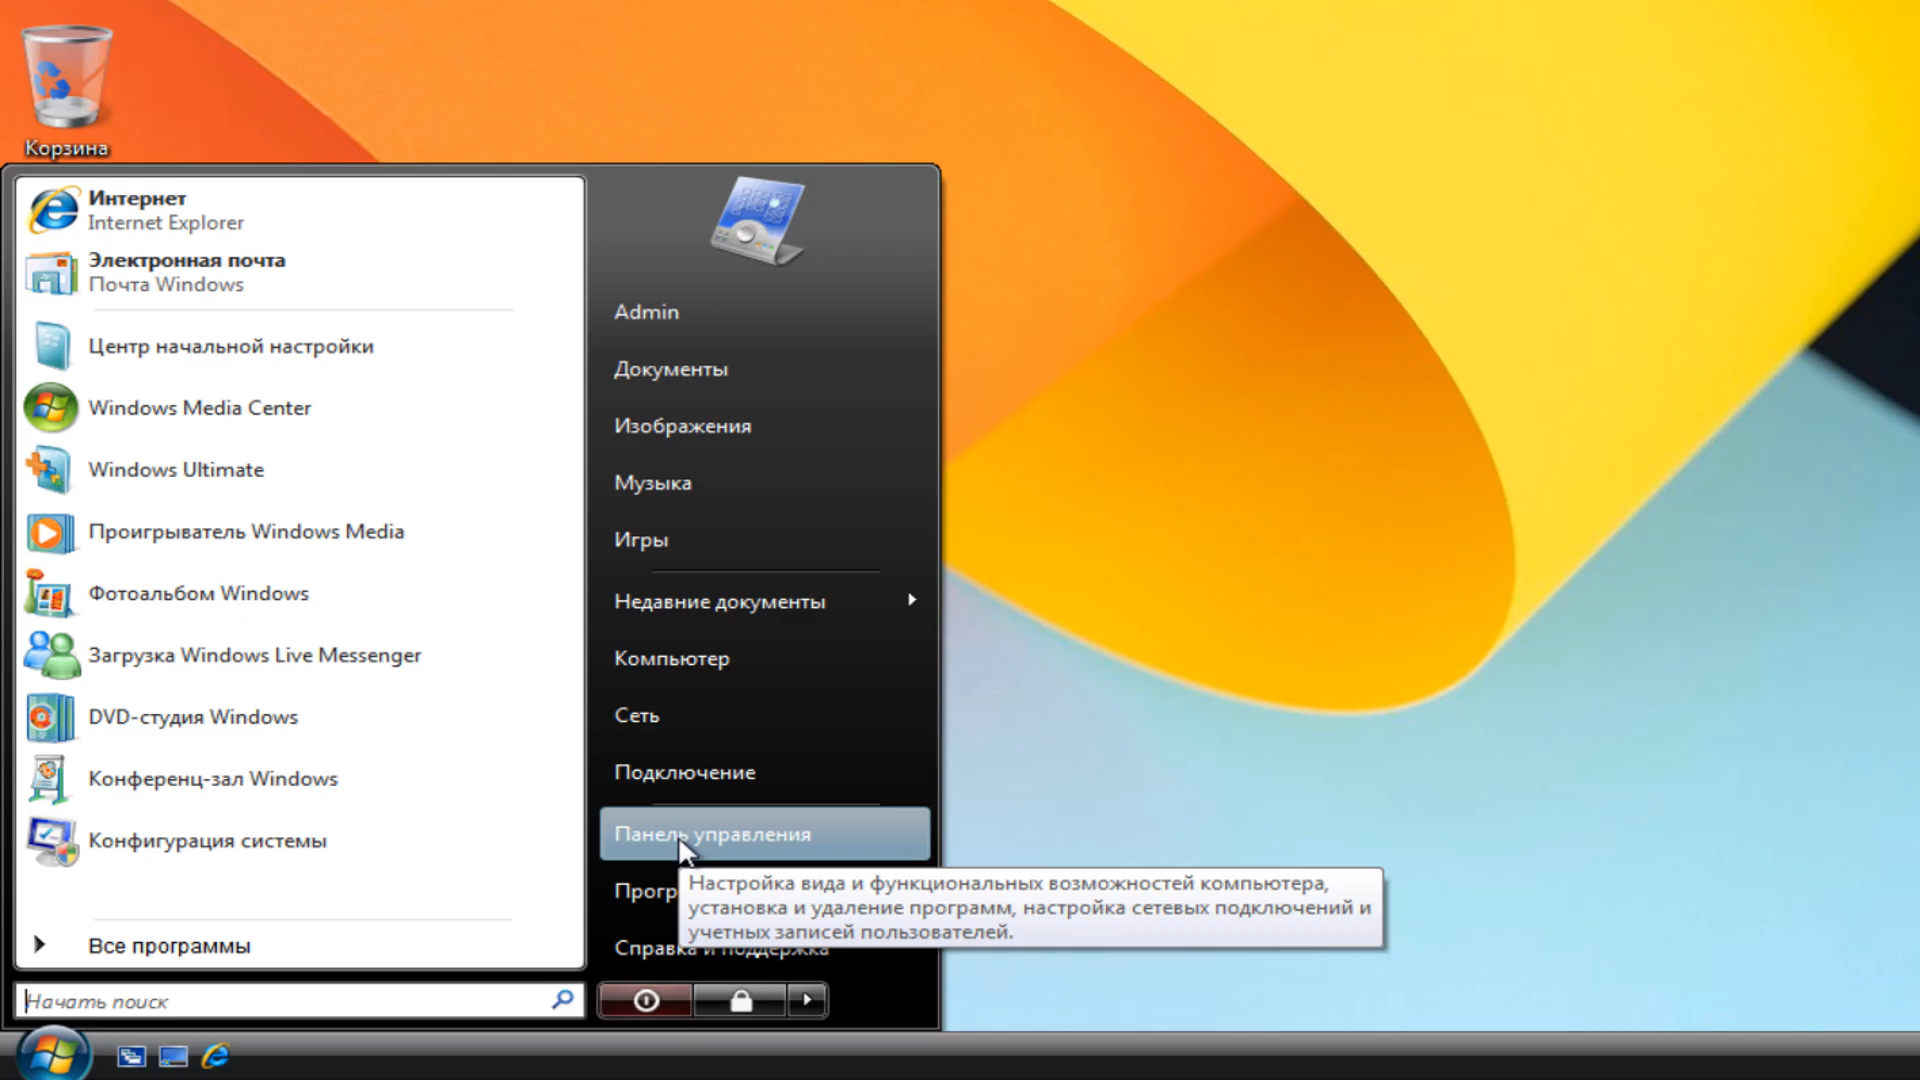 Корзина
Интернет
Internet Explorer
Электронная почта
Почта Windows
Центр начальной настройки
Windows Media Center
Windows Ultimate
Проигрыватель Windows Media
Фотоальбом Windows
Загрузка Windows Live Messenger
DVD-студия Windows
Конференц-зал Windows
Конфигурация системы
Все программы
Начать поиск
Admin
Документы
Изображения
Музыка
Игры
Недавние документы
Компьютер
Сеть
Подключение
Панель управления
Прогр
Справка и поддержка
Настройка вида и функциональных возможностей компьютера,
установка и удаление программ, настройка сетевых подключений и
учетных записей пользователей.